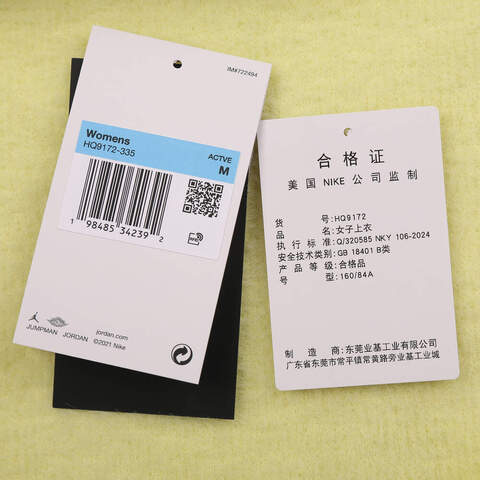 IM#722494
Womens
HQ9172-335
ACTVE
M
1 98485 34239 2
JUMPMAN JORDAN
jordan.com
©2021 Nike
合格证
美国 NIKE 公司监制
货 号:HQ9172
品 名:女子上衣
执行标准:Q/320585 NKY 106-2024
安全技术类别:GB 18401 B类
产品等级:合格品
号 型:160/84A
制造商:东莞业基工业有限公司
广东省东莞市常平镇常黄路旁业基工业城